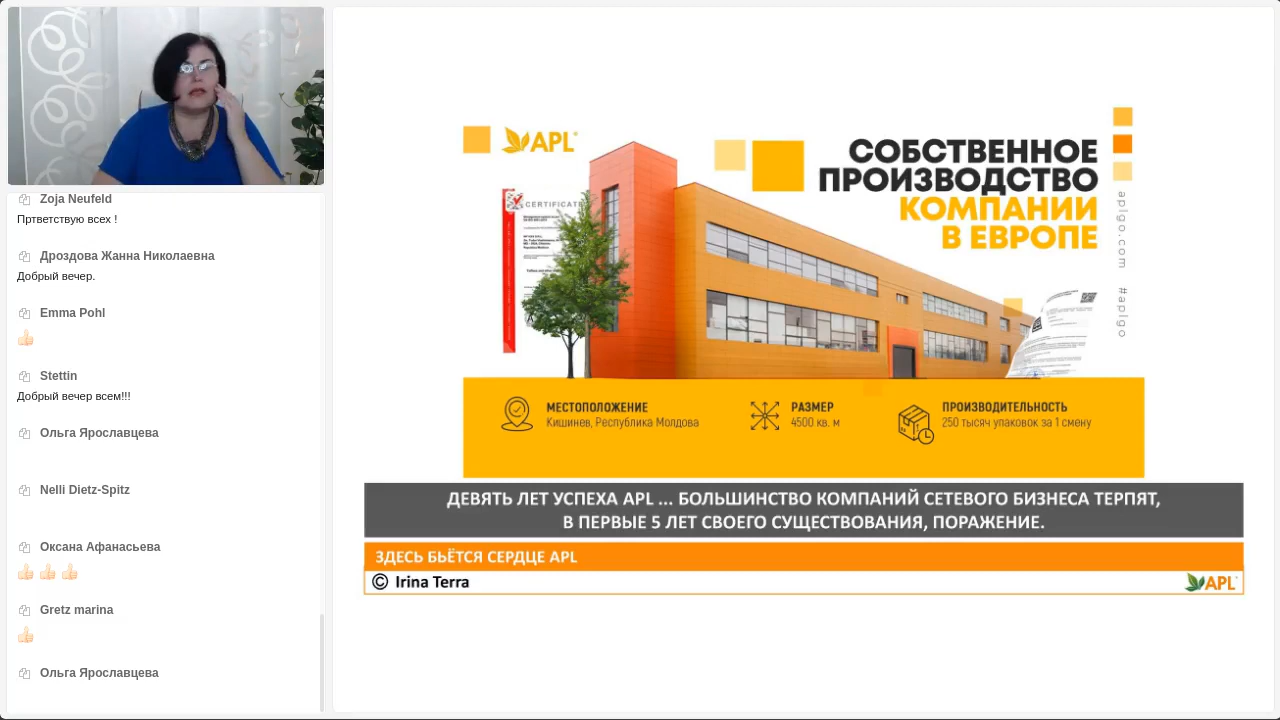 Zoja Neufeld
Пртветствую всех !
Дроздова Жанна Николаевна
Добрый вечер.
Emma Pohl
Stettin
Добрый вечер всем!!!
Ольга Ярославцева
Nelli Dietz-Spitz
Оксана Афанасьева
Gretz marina
Ольга Ярославцева
APL
СОБСТВЕННОЕ
ПРОИЗВОДСТВО
КОМПАНИИ
В ЕВРОПЕ
aplgo.com #aplgo
CERTIFICATE
МЕСТОПОЛОЖЕНИЕ
Кишинев, Республика Молдова
РАЗМЕР
4500 кв. м
ПРОИЗВОДИТЕЛЬНОСТЬ
250 тысяч упаковок за 1 смену
ДЕВЯТЬ ЛЕТ УСПЕХА APL ... БОЛЬШИНСТВО КОМПАНИЙ СЕТЕВОГО БИЗНЕСА ТЕРПЯТ,
В ПЕРВЫЕ 5 ЛЕТ СВОЕГО СУЩЕСТВОВАНИЯ, ПОРАЖЕНИЕ.
ЗДЕСЬ БЬЁТСЯ СЕРДЦЕ APL
© Irina Terra
APL